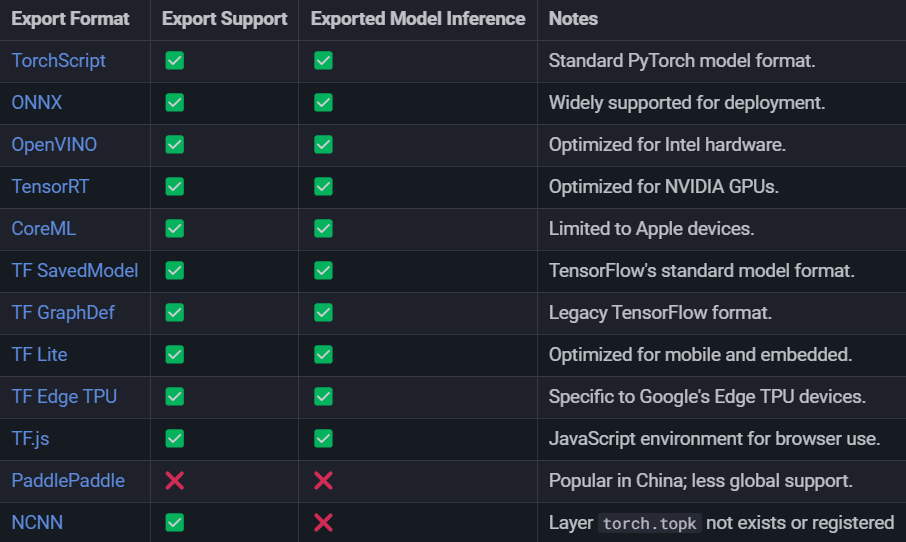 Export Format Export Support Exported Model Inference Notes
TorchScript ✅ ✅ Standard PyTorch model format.
ONNX ✅ ✅ Widely supported for deployment.
OpenVINO ✅ ✅ Optimized for Intel hardware.
TensorRT ✅ ✅ Optimized for NVIDIA GPUs.
CoreML ✅ ✅ Limited to Apple devices.
TF SavedModel ✅ ✅ TensorFlow's standard model format.
TF GraphDef ✅ ✅ Legacy TensorFlow format.
TF Lite ✅ ✅ Optimized for mobile and embedded.
TF Edge TPU ✅ ✅ Specific to Google's Edge TPU devices.
TF.js ✅ ✅ JavaScript environment for browser use.
PaddlePaddle ❌ ❌ Popular in China; less global support.
NCNN ✅ ❌ Layer torch.topk not exists or registered